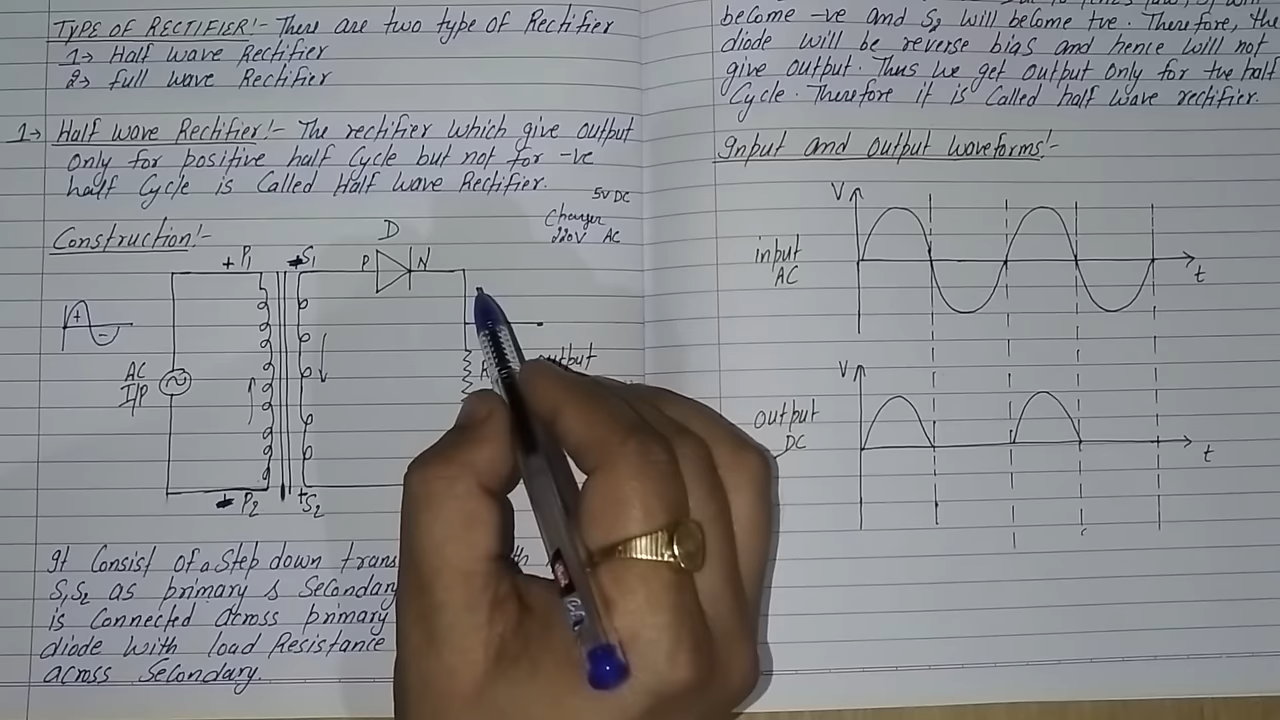 TYPE OF RECTIFIER!- There are two type of Rectifier
1→ Half wave Rectifier
2→ full wave Rectifier
1→ Half wave Rectifier!- The rectifier which give output
only for positive half Cycle but not for -ve
half Cycle is Called Half Wave Rectifier.
5V DC
Charger
220V AC
Construction!-
+ P1
S1
D
P
N
+
-
AC
I/P
R
output
P2
+S2
It Consist of a Step down
S1S2 as primary & Secondary
is Connected across primary
diode with load Resistance
across Secondary.
become -ve and S2 will become +ve. Therefore, the
diode will be reverse bias and hence will not
give output. Thus we get output only for the half
Cycle. Therefore it is Called half wave rectifier.
Input and output waveforms!-
V
input
AC
t
V
output
DC
t